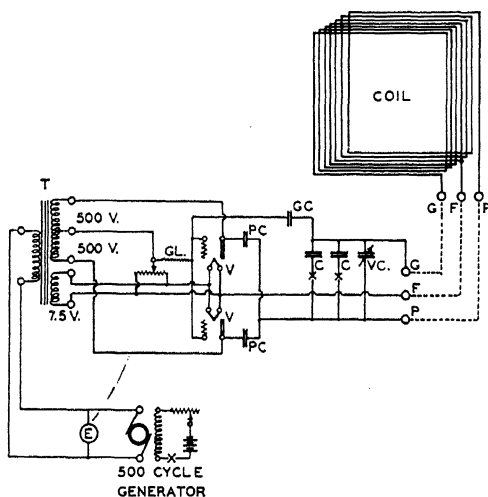 COIL
T
500 V.
500 V.
7.5 V.
GL.
PC
GC
G F P
C C VC.
G
F
P
V
V
PC
E
500 CYCLE
GENERATOR